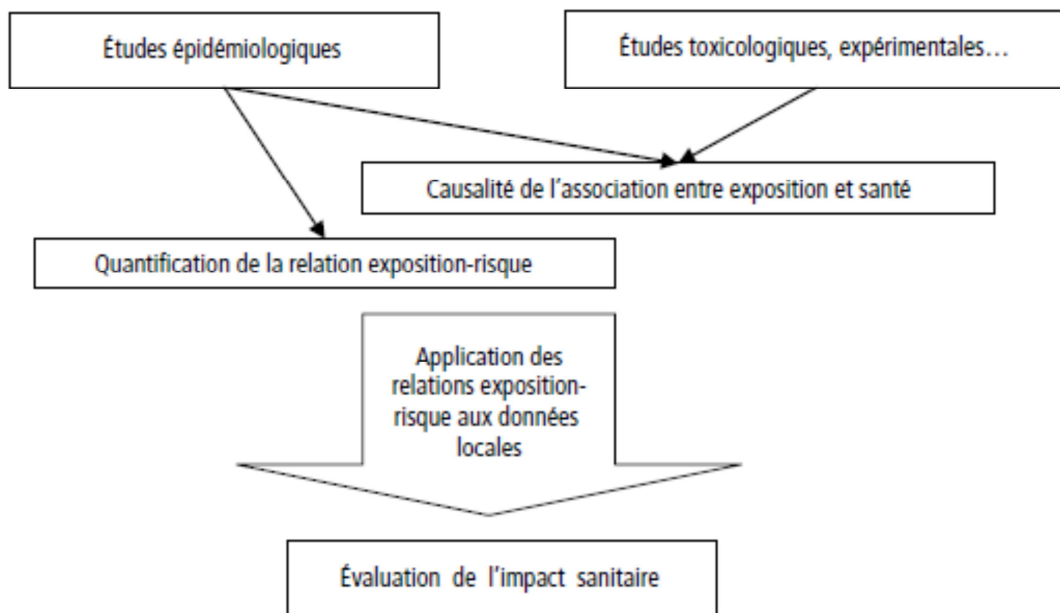 Études épidémiologiques
Études toxicologiques, expérimentales…
Causalité de l'association entre exposition et santé
Quantification de la relation exposition-risque
Application des
relations exposition-
risque aux données
locales
Évaluation de l'impact sanitaire